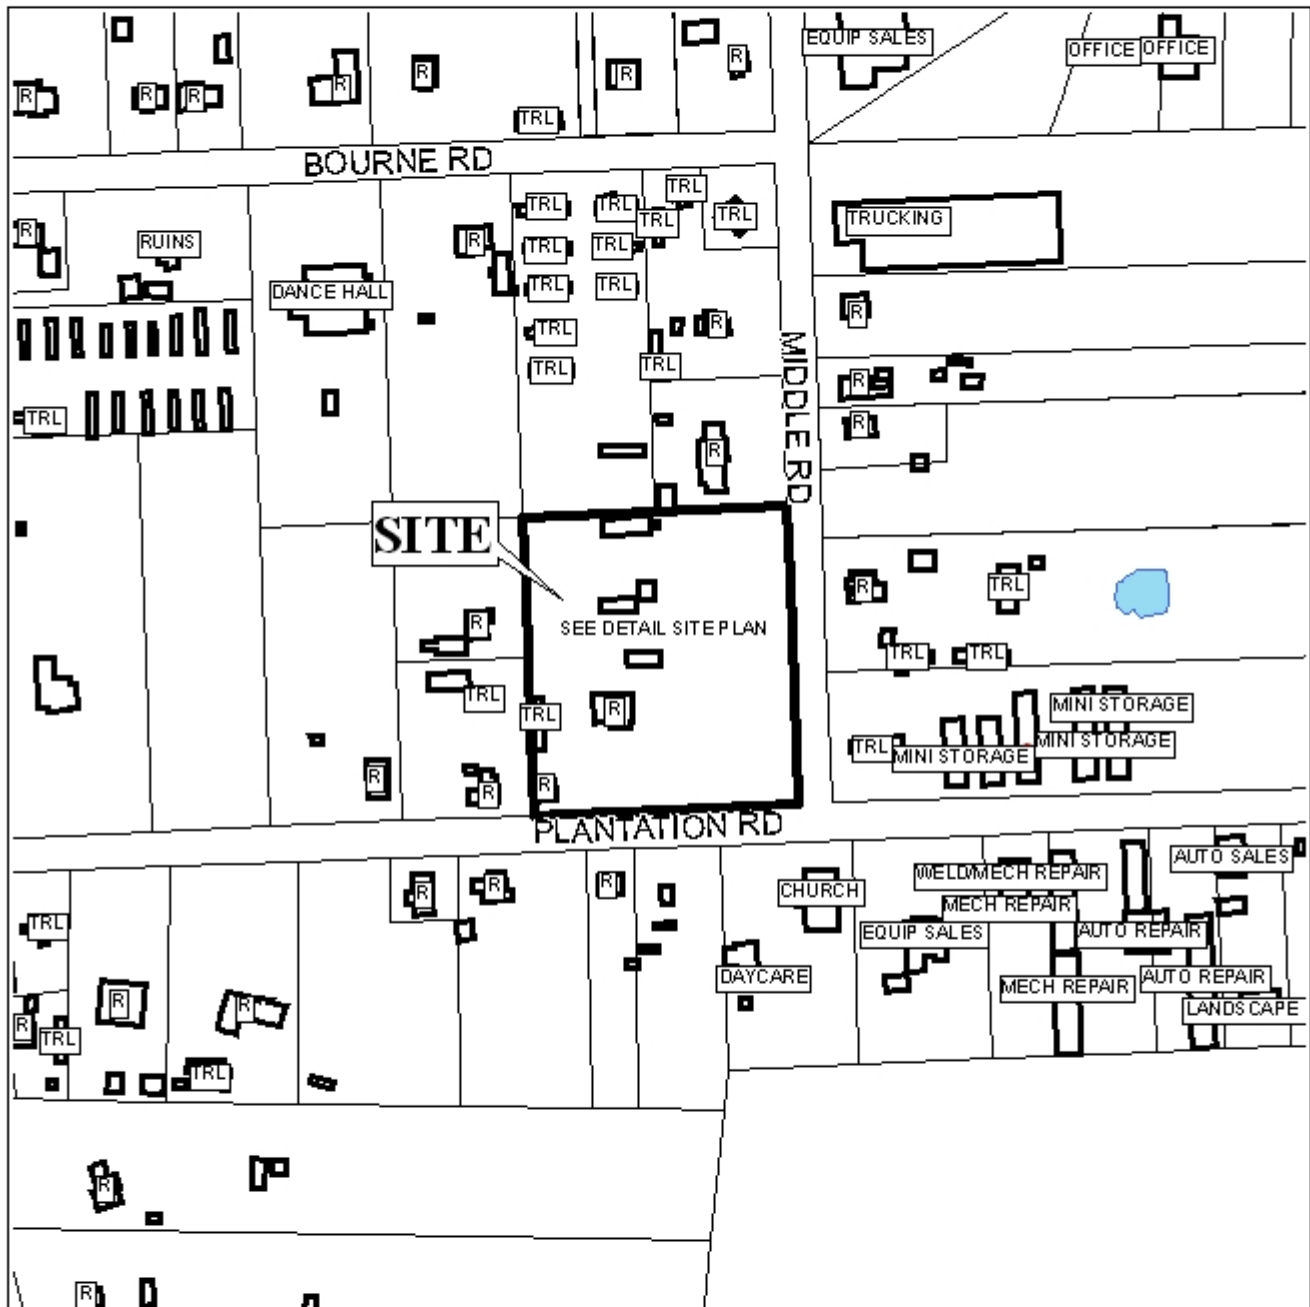 EQUIP SALES
OFFICE
OFFICE
R
R
R
R
R
R
R
TRL
BOURNE RD
TRL
TRL
TRL
TRL
TRL
TRUCKING
R
RUINS
R
TRL
TRL
DANCE HALL
TRL
TRL
R
R
TRL
MIDDLE RD
TRL
TRL
R
TRL
R
R
SITE
R
TRL
R
SEE DETAIL SITE PLAN
TRL
TRL
TRL
R
TRL
MINI STORAGE
MINI STORAGE
TRL
MINI STORAGE
R
R
R
PLANTATION RD
AUTO SALES
R
R
R
CHURCH
WELD/MECH REPAIR
MECH REPAIR
TRL
EQUIP SALES
AUTO REPAIR
DAYCARE
AUTO REPAIR
MECH REPAIR
R
R
LANDSCAPE
R
TRL
TRL
R
R